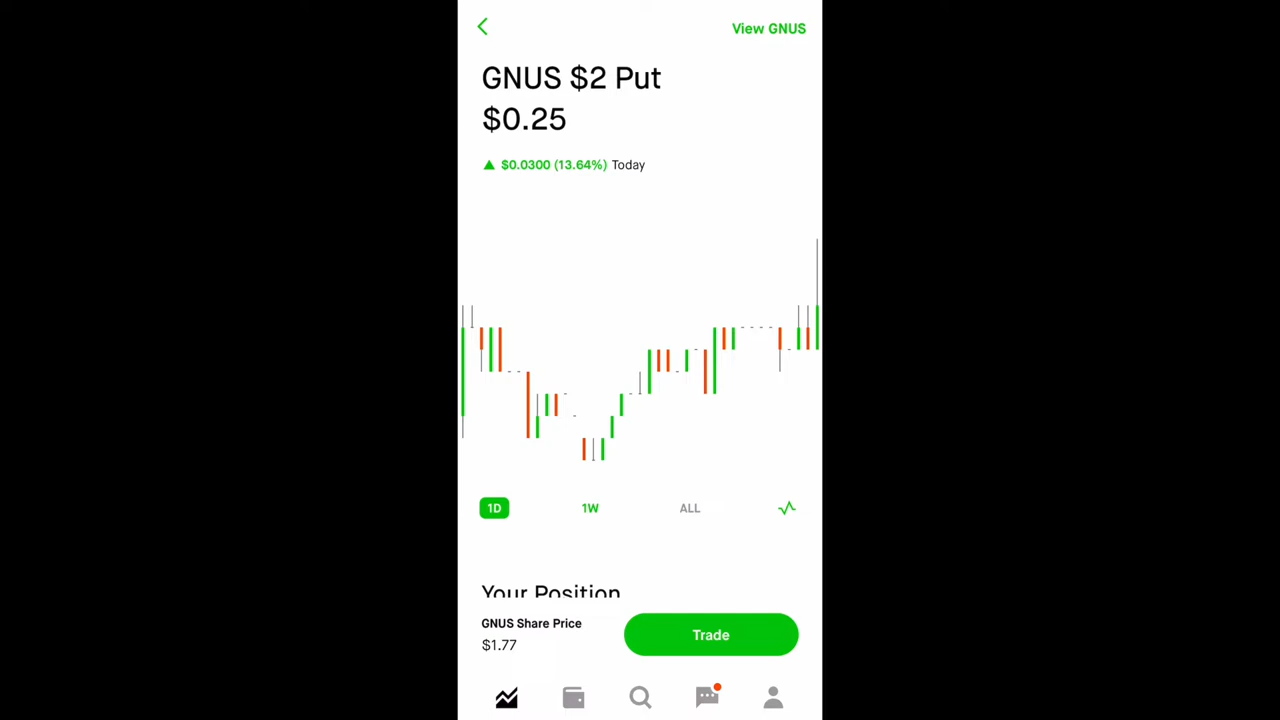 View GNUS
GNUS $2 Put
$0.25
▲ $0.0300 (13.64%) Today
1D
1W
ALL
Your Position
GNUS Share Price
$1.77
Trade